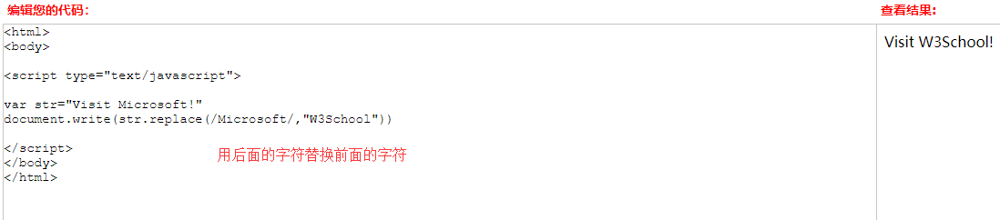 编辑您的代码：
查看结果:
<html>
<body>
<script type="text/javascript">
var str="Visit Microsoft!"
document.write(str.replace(/Microsoft/,"W3School"))
</script>
用后面的字符替换前面的字符
</body>
</html>
Visit W3School!